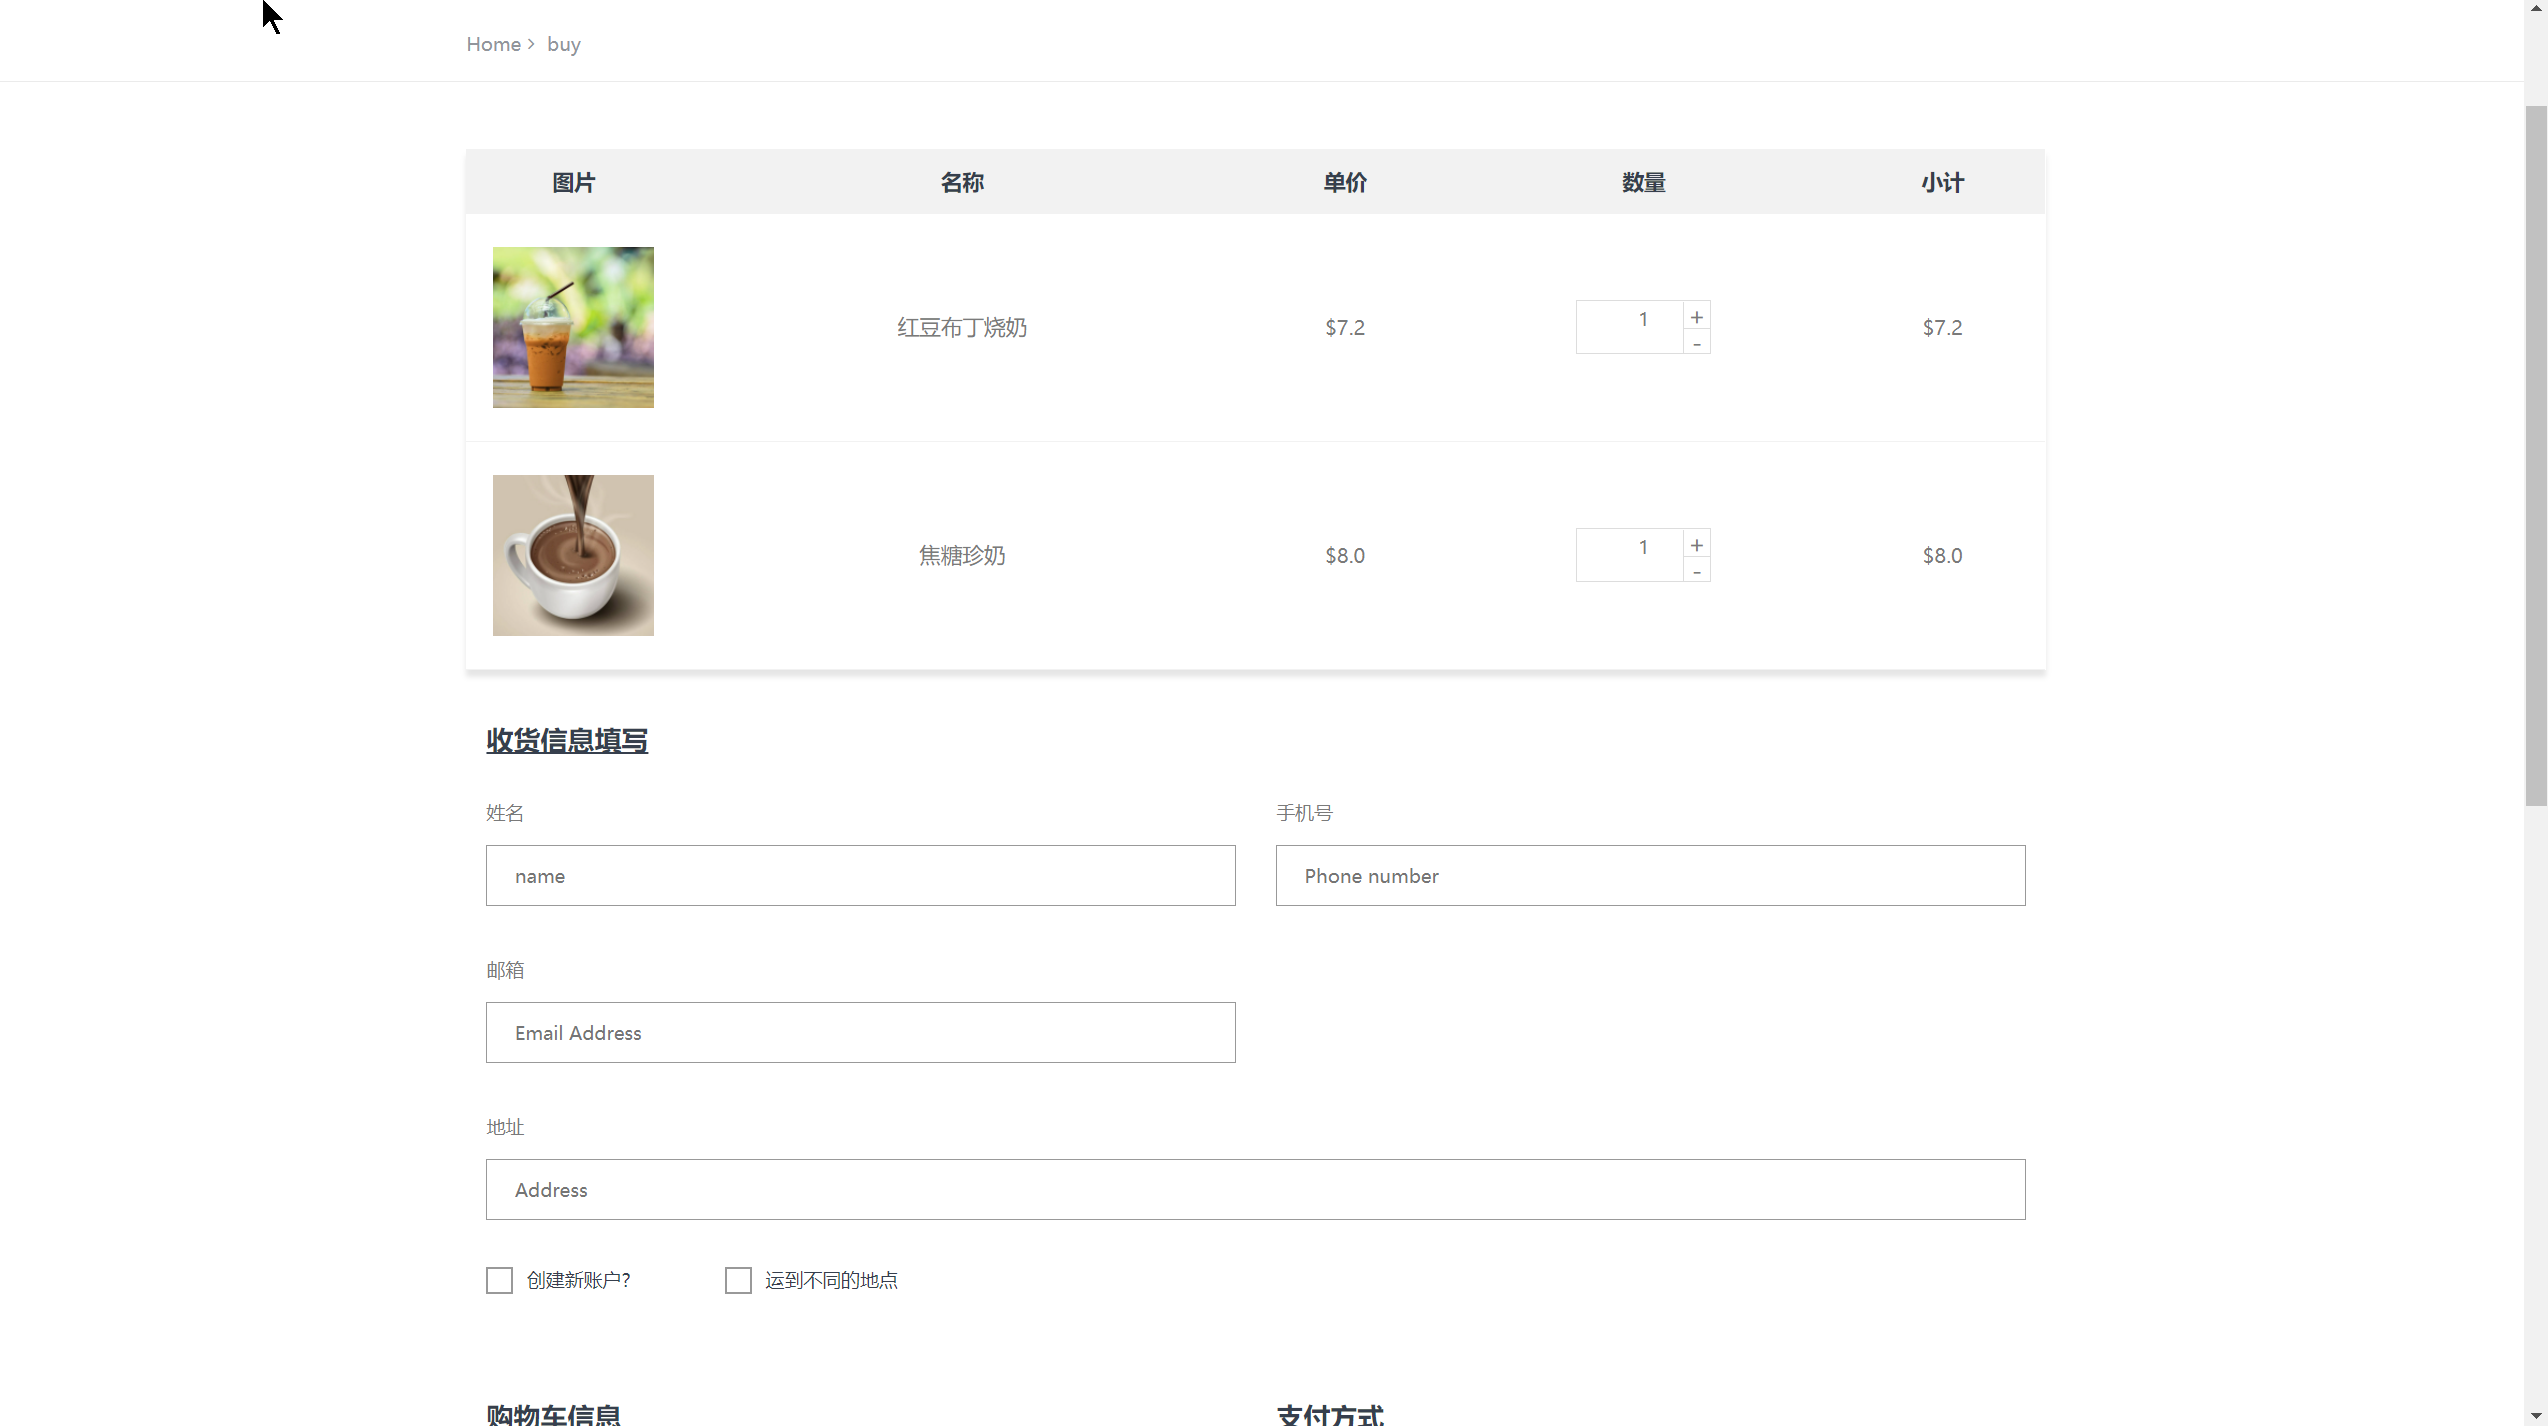 Home > buy
图片 名称 单价 数量 小计
红豆布丁烧奶 $7.2 1 + - $7.2
焦糖珍奶 $8.0 1 + - $8.0
收货信息填写
姓名 手机号
name Phone number
邮箱
Email Address
地址
Address
创建新账户? 运到不同的地点
购物车信息 支付方式